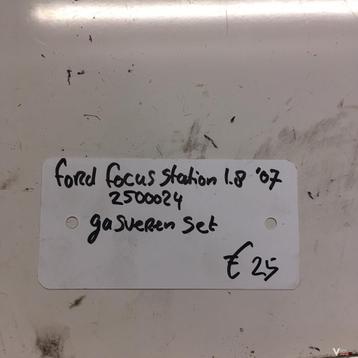 ford focus station 1.8 '07
2500024
gasveren set
€ 25